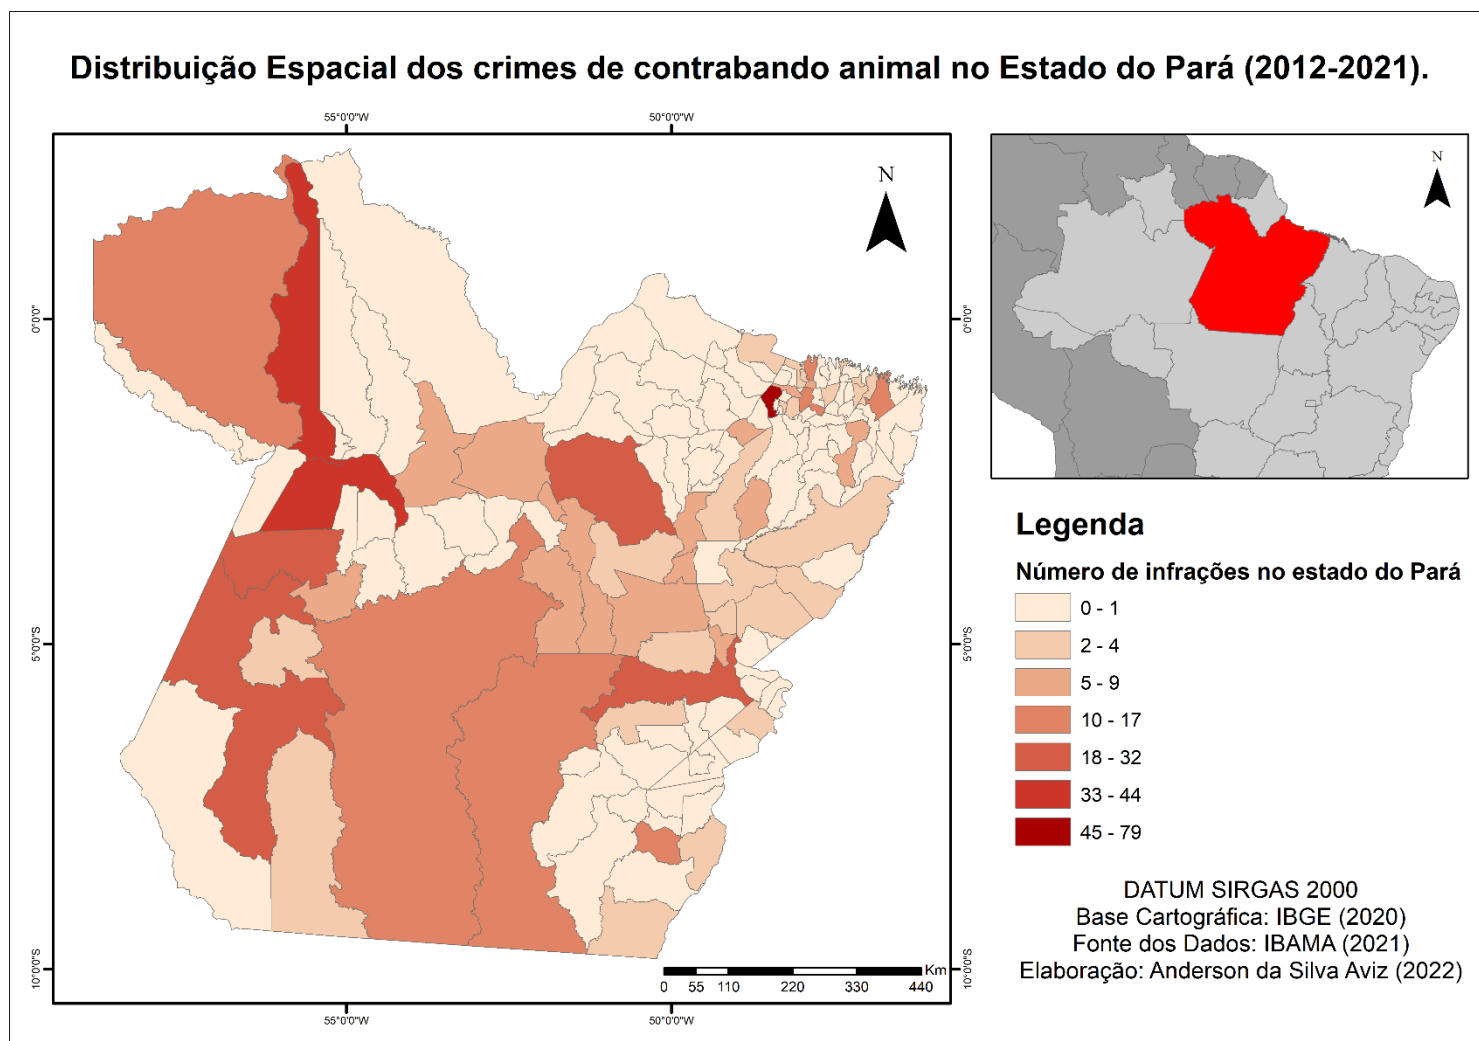 Distribuição Espacial dos crimes de contrabando animal no Estado do Pará (2012-2021).
55°0'0"W
50°0'0"W
N
0°0'0"
0°0'0"
5°0'0"S
5°0'0"S
10°0'0"S
10°0'0"S
Km
0 55 110 220 330 440
55°0'0"W
50°0'0"W
N
Legenda
Número de infrações no estado do Pará
0 - 1
2 - 4
5 - 9
10 - 17
18 - 32
33 - 44
45 - 79
DATUM SIRGAS 2000
Base Cartográfica: IBGE (2020)
Fonte dos Dados: IBAMA (2021)
Elaboração: Anderson da Silva Aviz (2022)